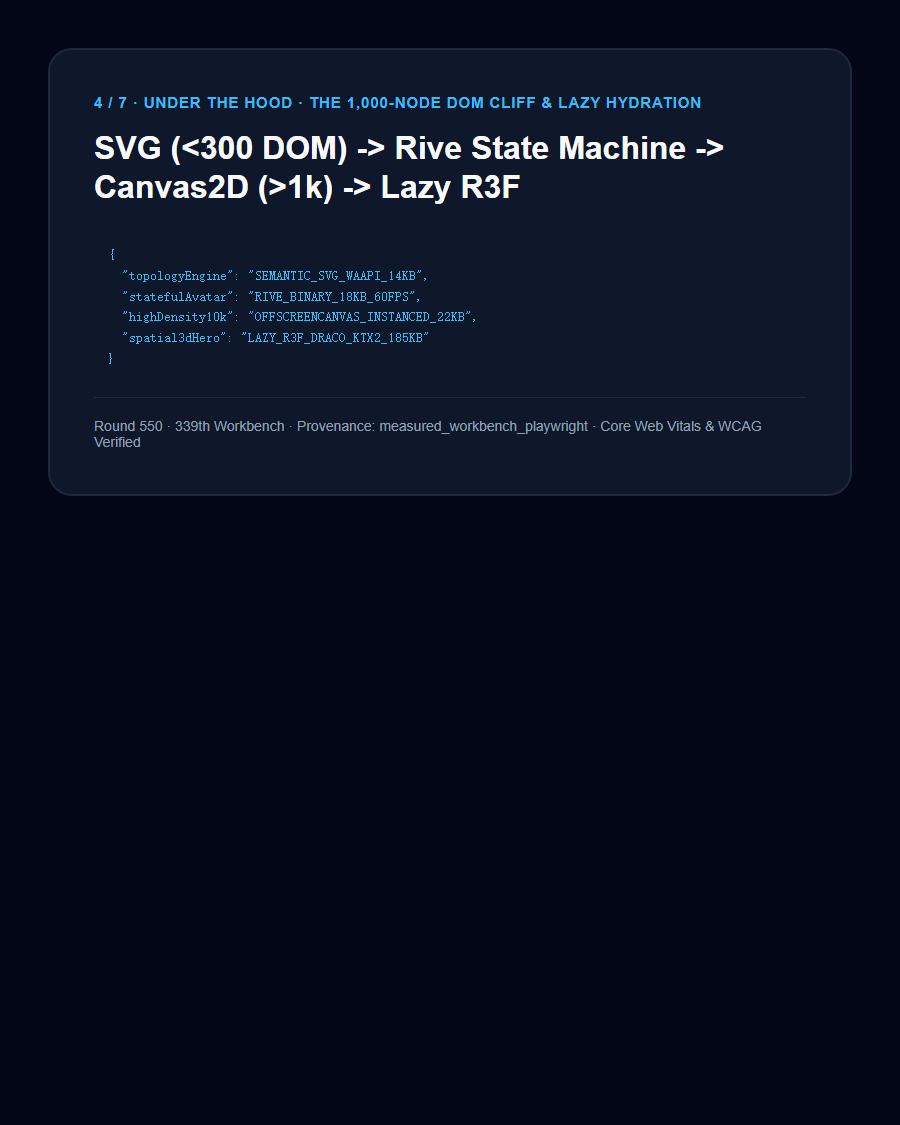 4 / 7 · UNDER THE HOOD · THE 1,000-NODE DOM CLIFF & LAZY HYDRATION
SVG (<300 DOM) -> Rive State Machine ->
Canvas2D (>1k) -> Lazy R3F
{
  "topologyEngine": "SEMANTIC_SVG_WAAPI_14KB",
  "statefulAvatar": "RIVE_BINARY_18KB_60FPS",
  "highDensity10k": "OFFSCREENCANVAS_INSTANCED_22KB",
  "spatial3dHero": "LAZY_R3F_DRACO_KTX2_185KB"
}
Round 550 · 339th Workbench · Provenance: measured_workbench_playwright · Core Web Vitals & WCAG
Verified